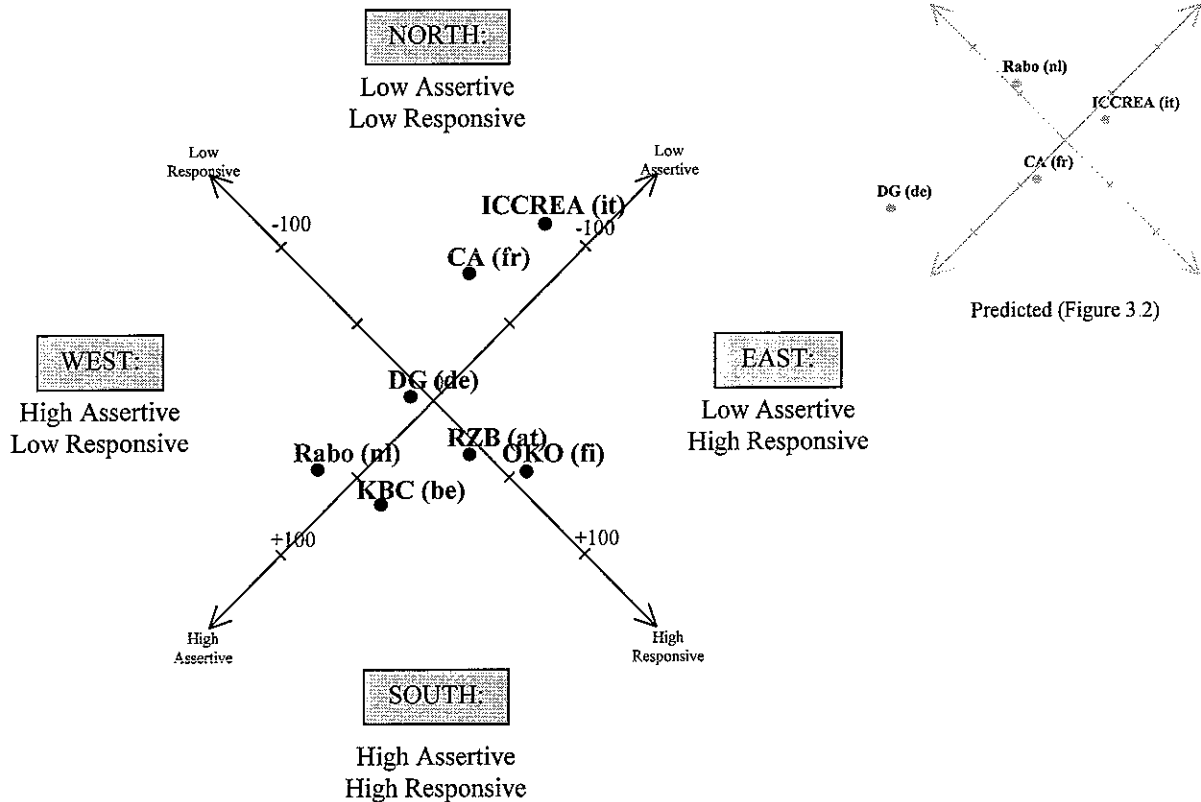 NORTH:
Low Assertive
Low Responsive
Low
Responsive
Low
Assertive
-100
-100
ICCREA (it)
CA (fr)
WEST:
High Assertive
Low Responsive
EAST:
Low Assertive
High Responsive
DG (de)
RZB (at)
OKO (fi)
Rabo (nl)
KBC (be)
+100
+100
High
Assertive
High
Responsive
SOUTH:
High Assertive
High Responsive
Rabo (nl)
ICCREA (it)
CA (fr)
DG (de)
Predicted (Figure 3.2)